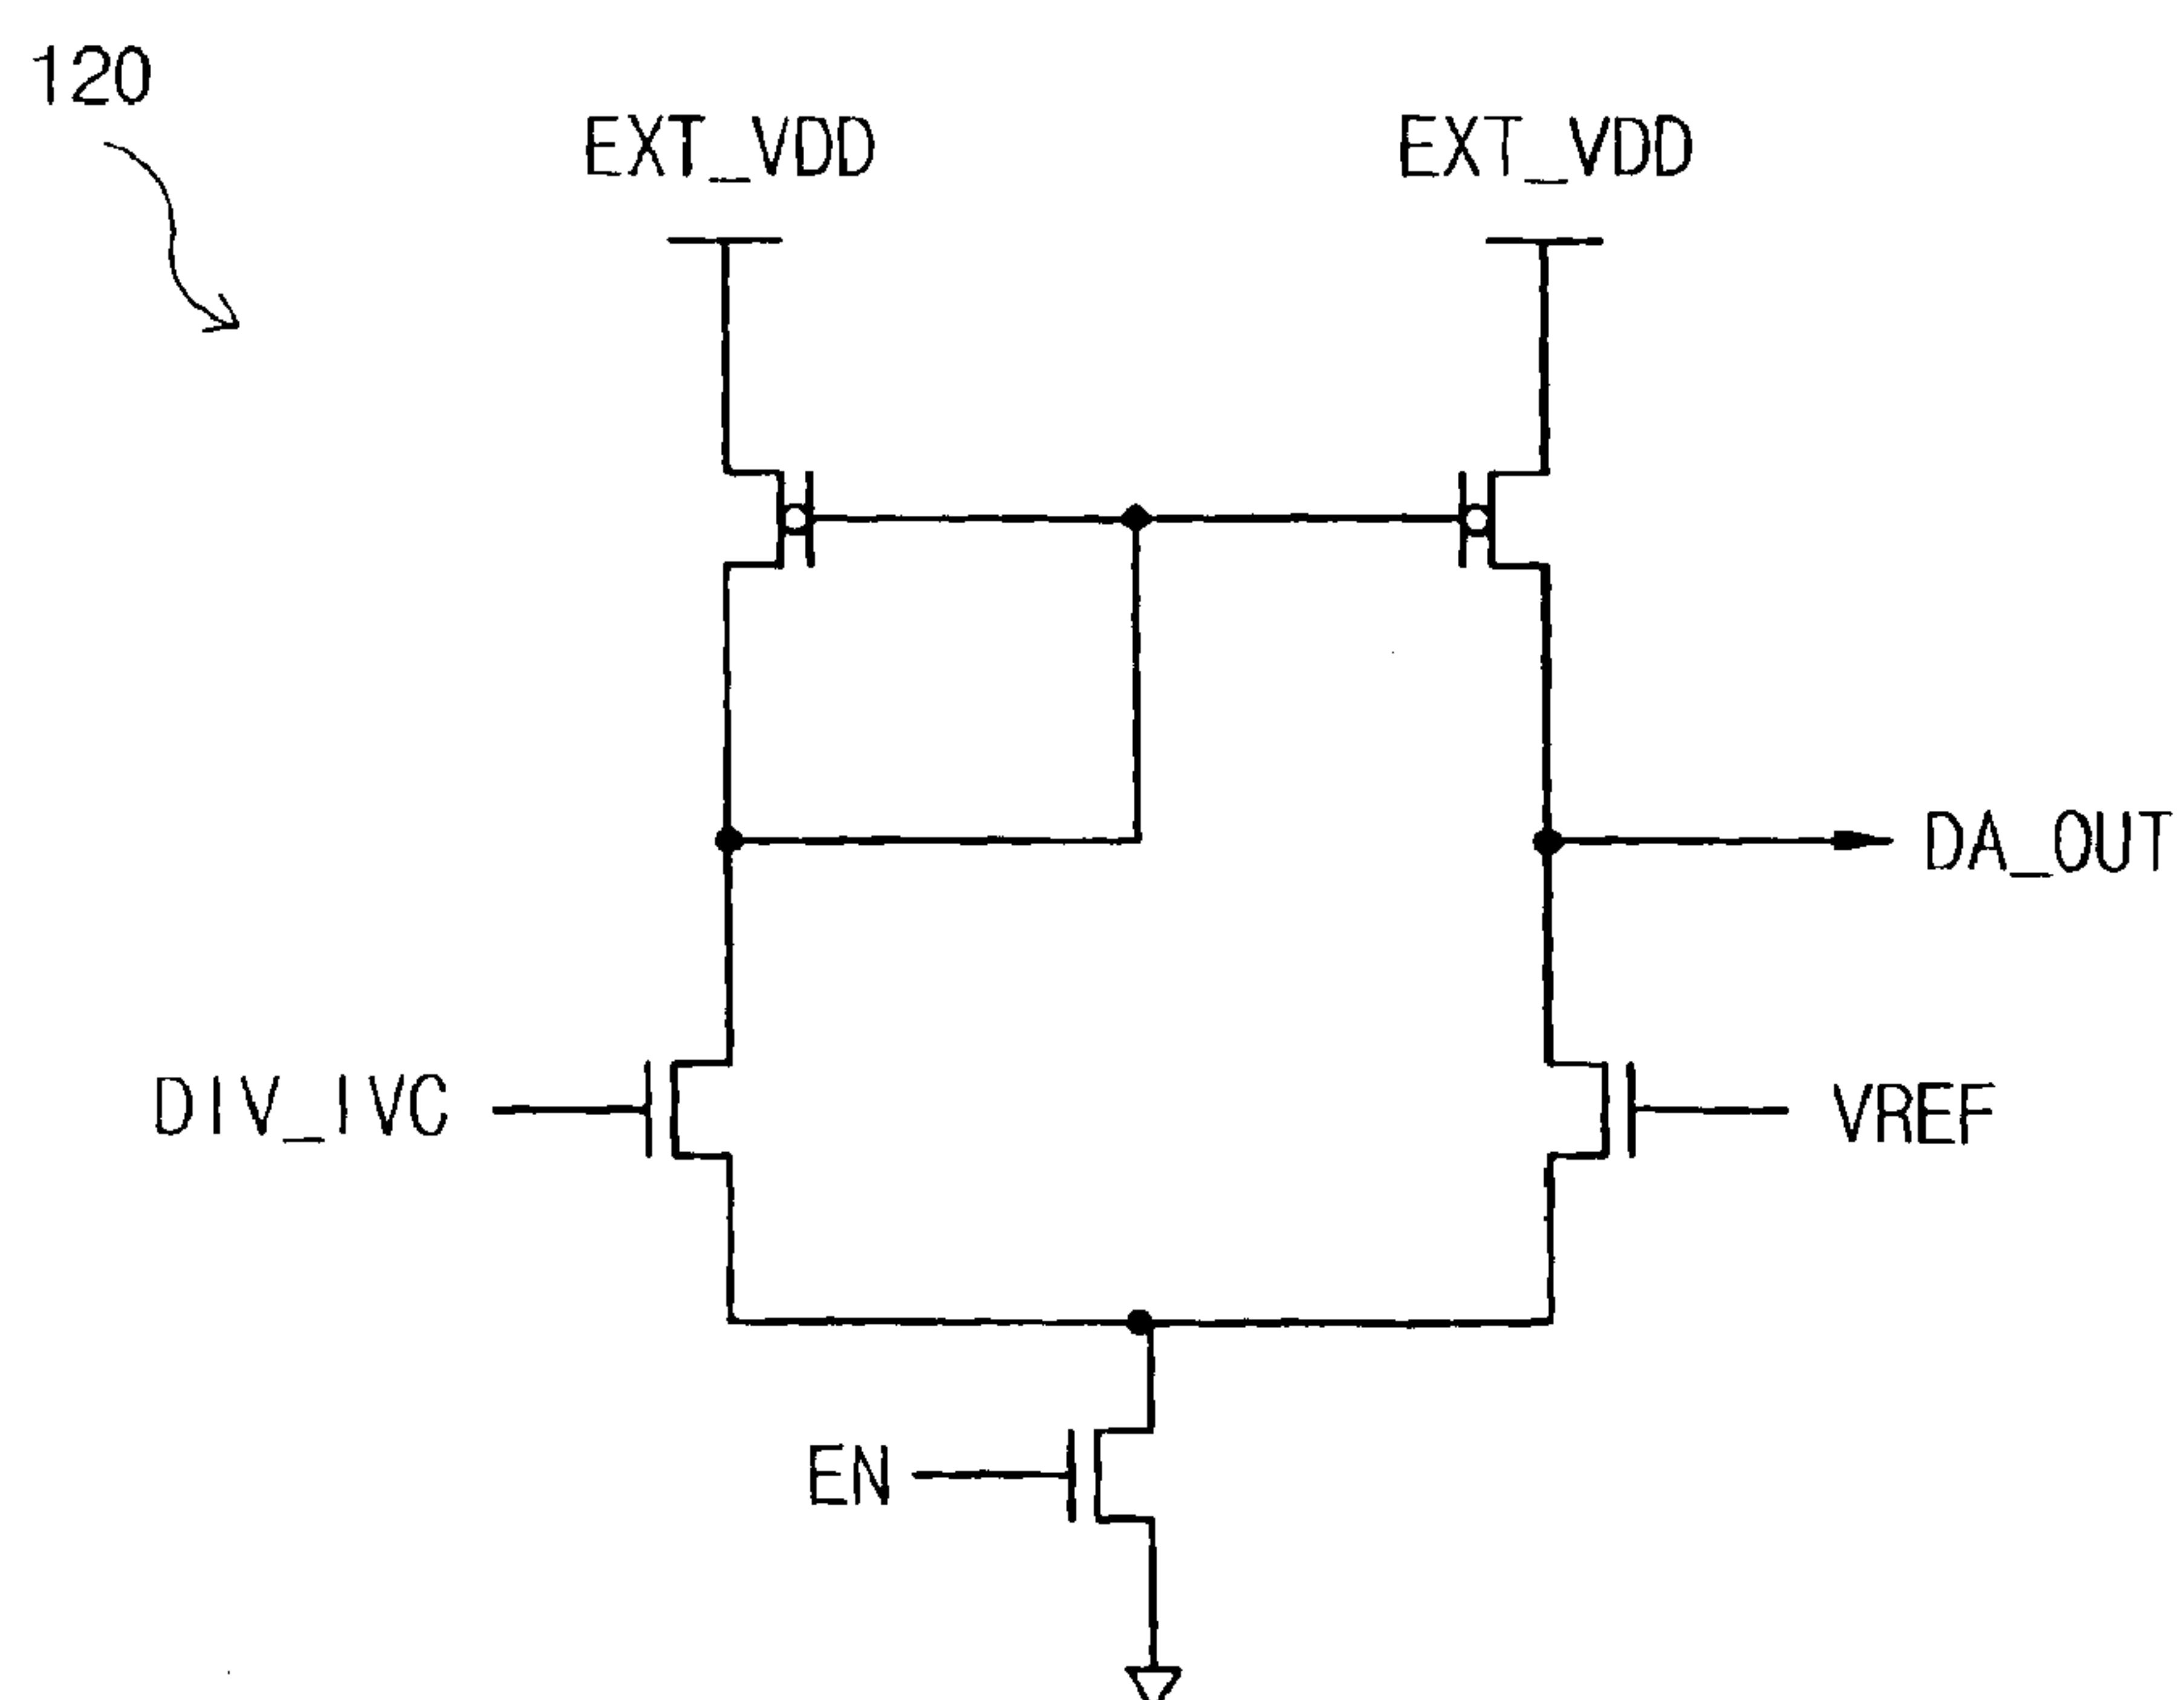 120
EXT_VDD
EXT_VDD
DA_OUT
DIV_IVC
VREF
EN